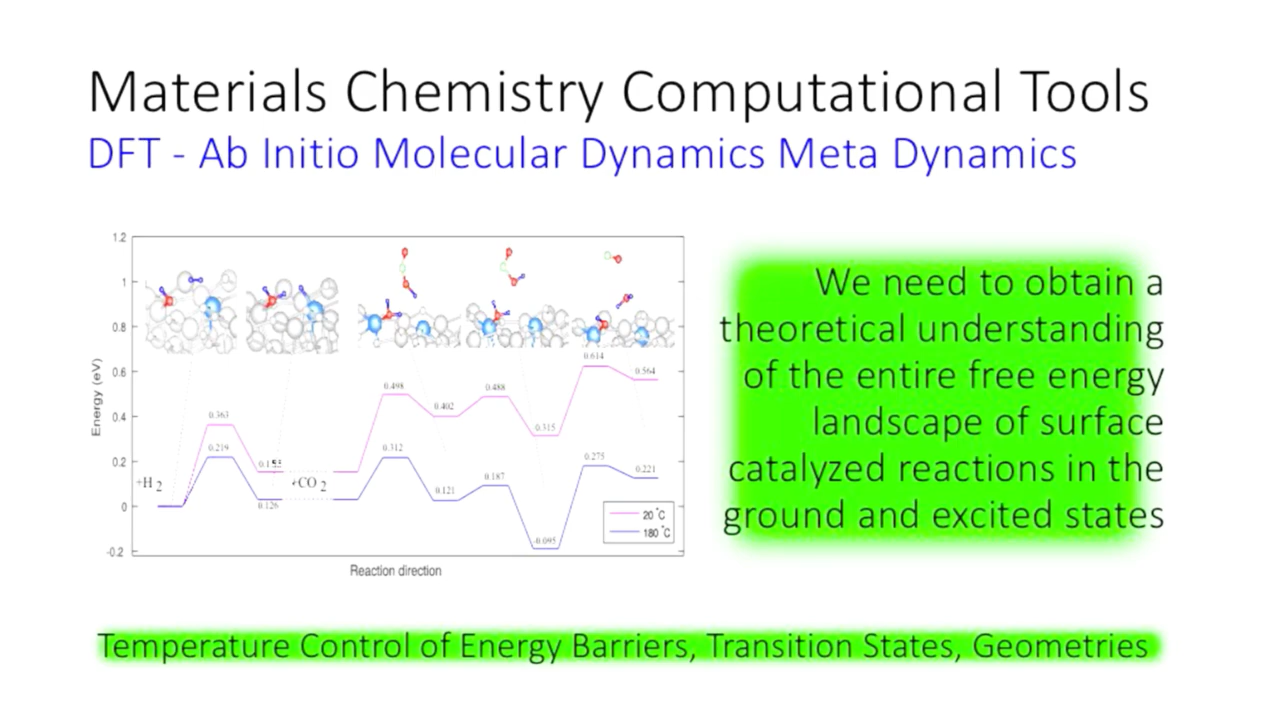 Materials Chemistry Computational Tools
DFT - Ab Initio Molecular Dynamics Meta Dynamics
1.2
1
0.8
0.6
0.4
0.2
0
-0.2
Energy (eV)
Reaction direction
+H 2
0.363
0.219
0.126
+CO 2
0.498
0.312
0.402
0.121
0.488
0.187
0.315
-0.095
0.614
0.275
0.564
0.221
20 °C
180 °C
We need to obtain a
theoretical understanding
of the entire free energy
landscape of surface
catalyzed reactions in the
ground and excited states
Temperature Control of Energy Barriers, Transition States, Geometries